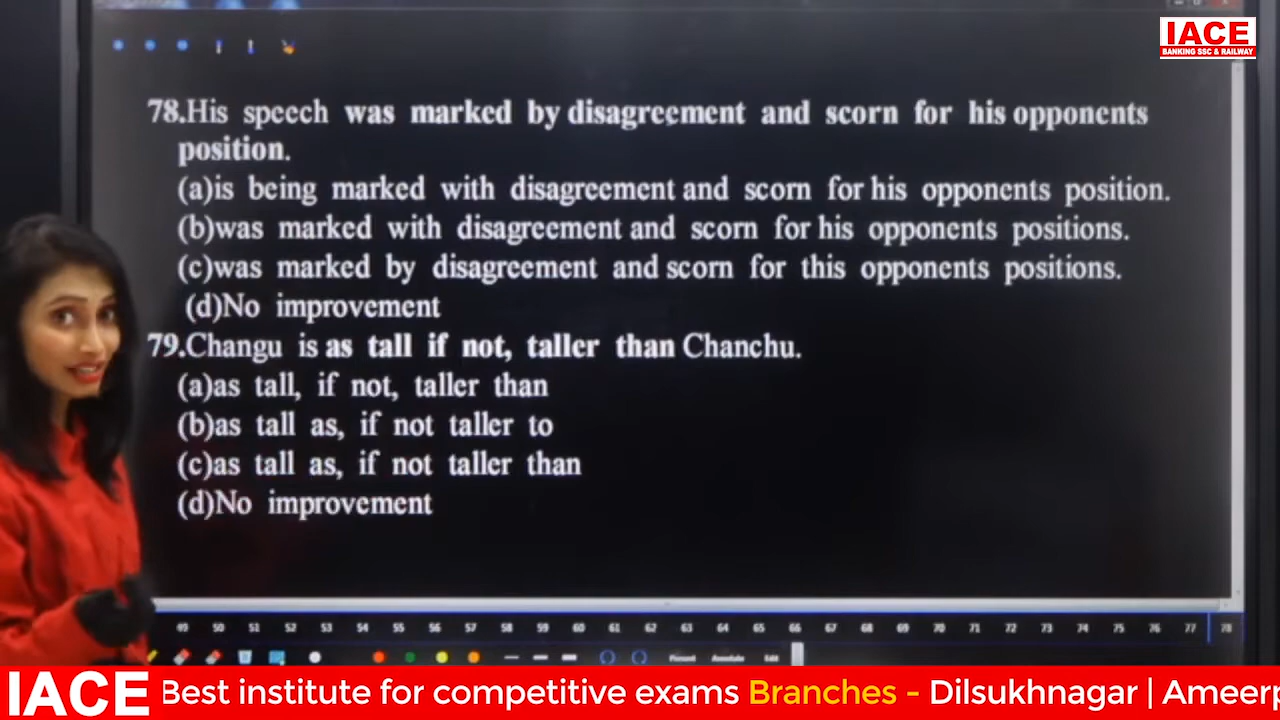 IACE
BANKING SSC & RAILWAY
78.His speech was marked by disagreement and scorn for his opponents
position.
(a)is being marked with disagreement and scorn for his opponents position.
(b)was marked with disagreement and scorn for his opponents positions.
(c)was marked by disagreement and scorn for this opponents positions.
(d)No improvement
79.Changu is as tall if not, taller than Chanchu.
(a)as tall, if not, taller than
(b)as tall as, if not taller to
(c)as tall as, if not taller than
(d)No improvement
49 50 51 52 53 54 55 56 57 58 59 60 61 62 63 64 65 66 67 68 69 70 71 72 73 74 75 76 77 78
Present Annotate Edit
IACE Best institute for competitive exams Branches - Dilsukhnagar | Ameerp